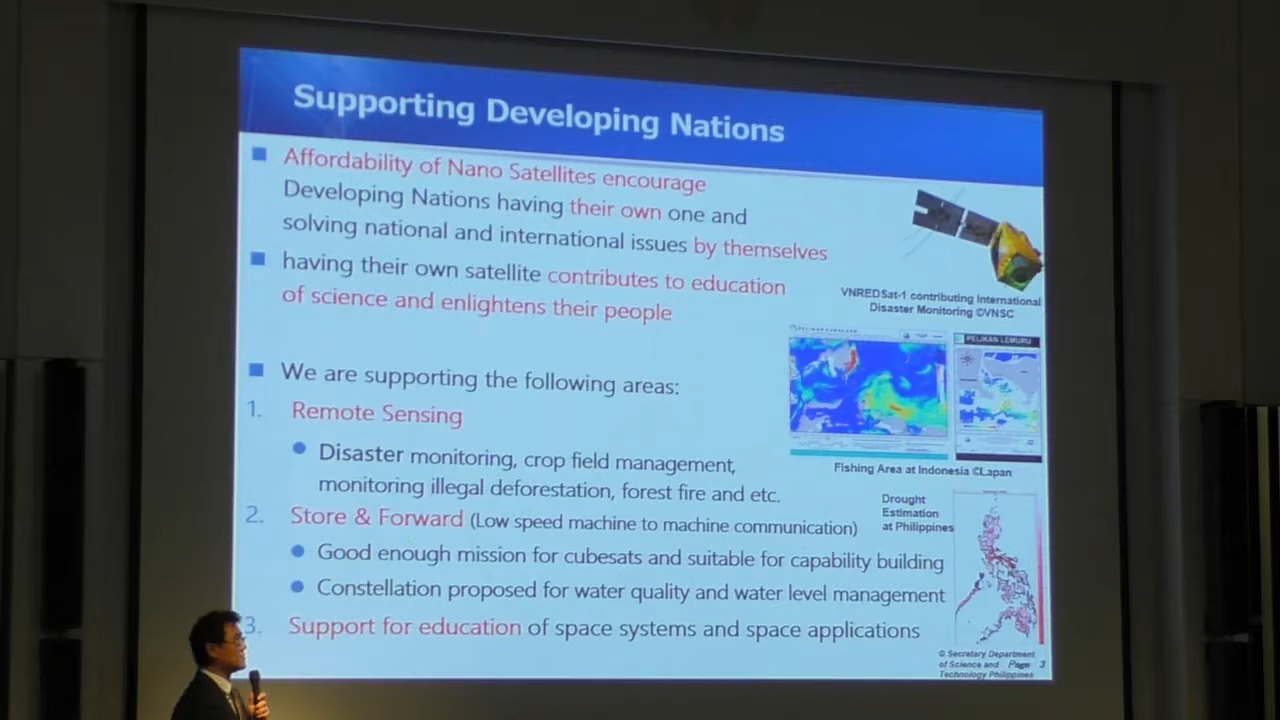 Supporting Developing Nations
Affordability of Nano Satellites encourage
Developing Nations having their own one and
solving national and international issues by themselves
having their own satellite contributes to education
of science and enlightens their people
VNREDSat-1 contributing International
Disaster Monitoring ©VNSC
PELIKAN LEMURU
Fishing Area at Indonesia ©Lapan
We are supporting the following areas:
1. Remote Sensing
Disaster monitoring, crop field management,
monitoring illegal deforestation, forest fire and etc.
2. Store & Forward (Low speed machine to machine communication)
Good enough mission for cubesats and suitable for capability building
Constellation proposed for water quality and water level management
3. Support for education of space systems and space applications
Drought
Estimation
at Philippines
© Secretary Department
of Science and
Technology Philippines
Page 3